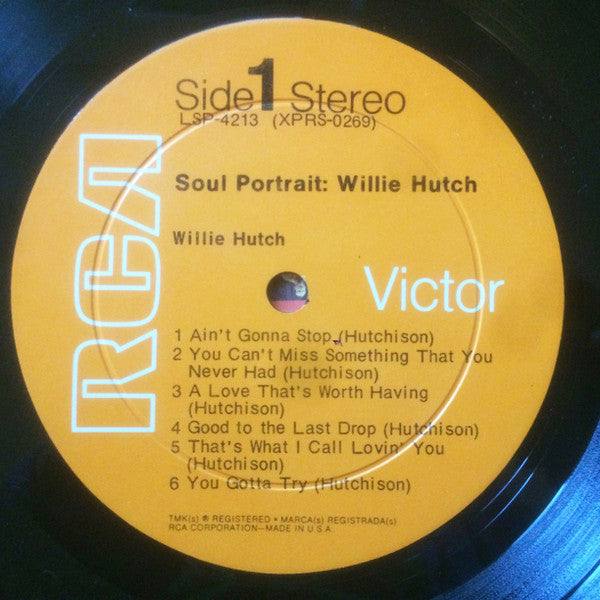 Side 1 Stereo
LSP-4213 (XPRS-0269)
Soul Portrait: Willie Hutch
Willie Hutch
RCA
Victor
1 Ain't Gonna Stop (Hutchison)
2 You Can't Miss Something That You
Never Had (Hutchison)
3 A Love That's Worth Having
(Hutchison)
4 Good to the Last Drop (Hutchison)
5 That's What I Call Lovin' You
(Hutchison)
6 You Gotta Try (Hutchison)
TMK(s) ® REGISTERED • MARCA(s) REGISTRADA(s)
RCA CORPORATION—MADE IN U.S.A.